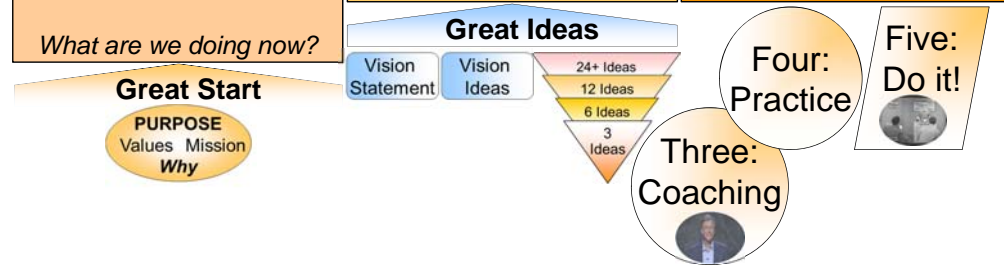 What are we doing now?
Great Start
PURPOSE
Values Mission
Why
Great Ideas
Vision
Statement
Vision
Ideas
24+ Ideas
12 Ideas
6 Ideas
3
Ideas
Three:
Coaching
Four:
Practice
Five:
Do it!